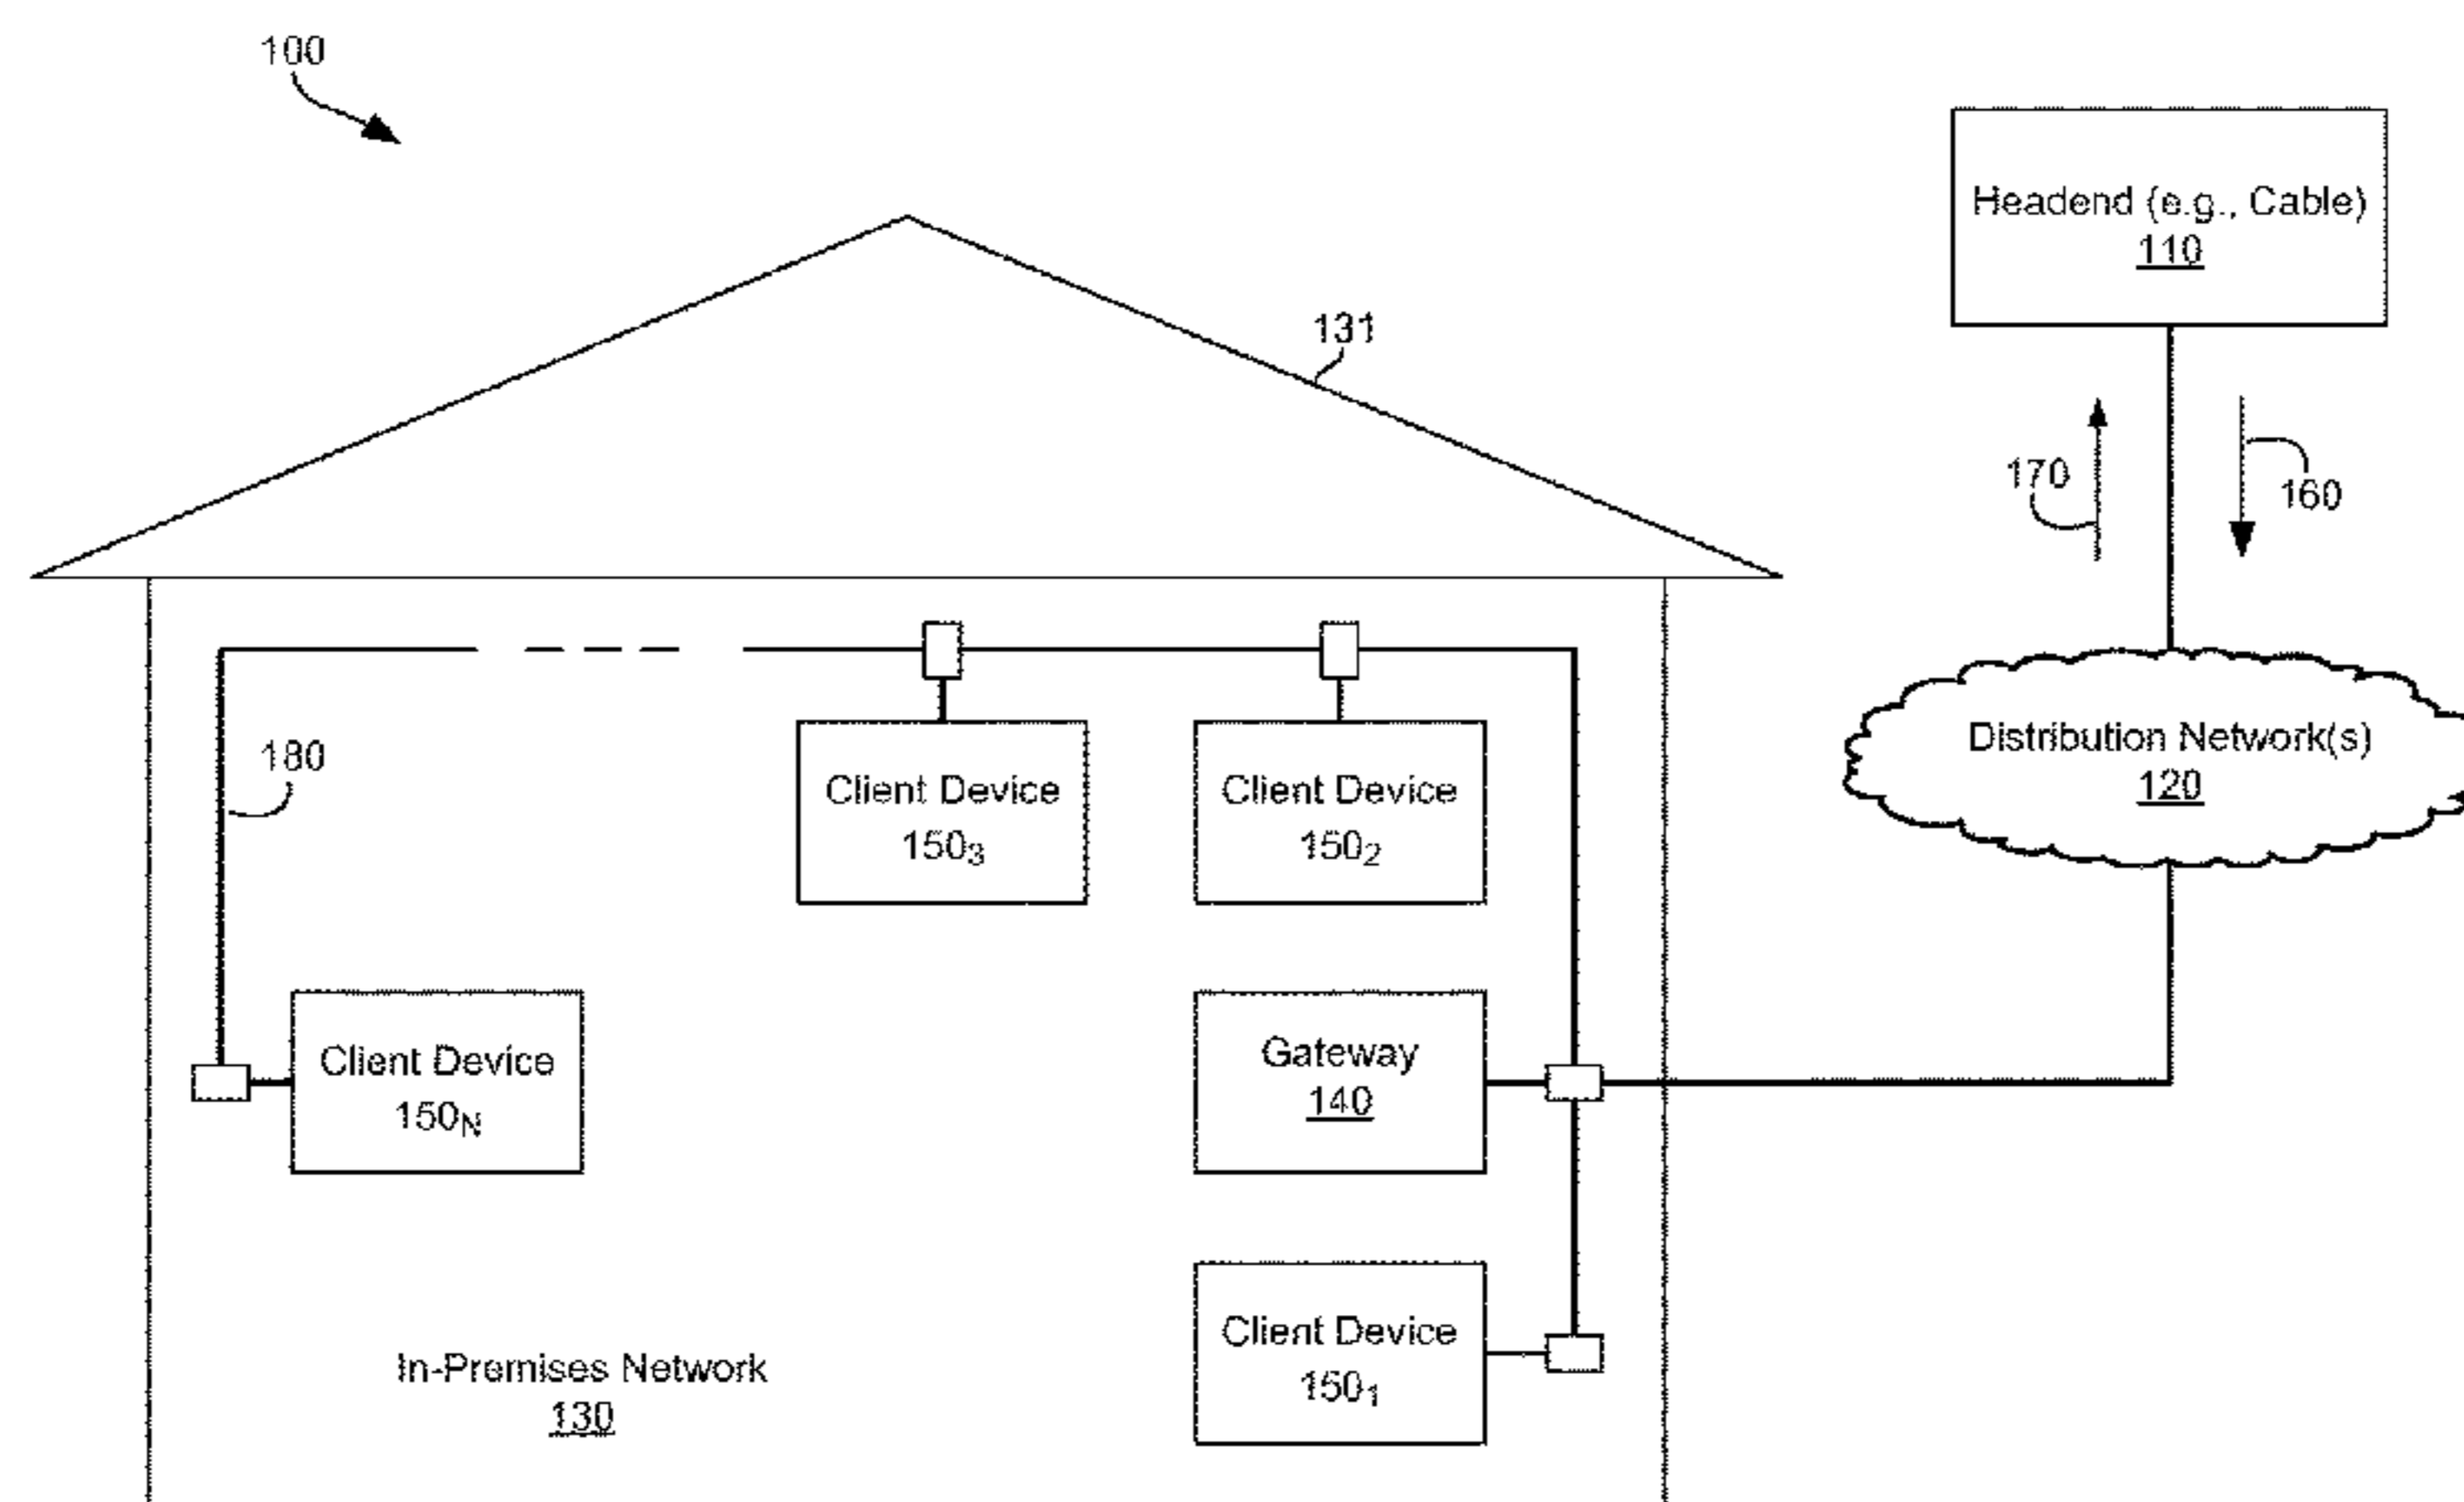 100
Headend (e.g., Cable)
110
131
170
160
180
Client Device
150₃
Client Device
150₂
Distribution Network(s)
120
Client Device
150N
Gateway
140
Client Device
150₁
In-Premises Network
130